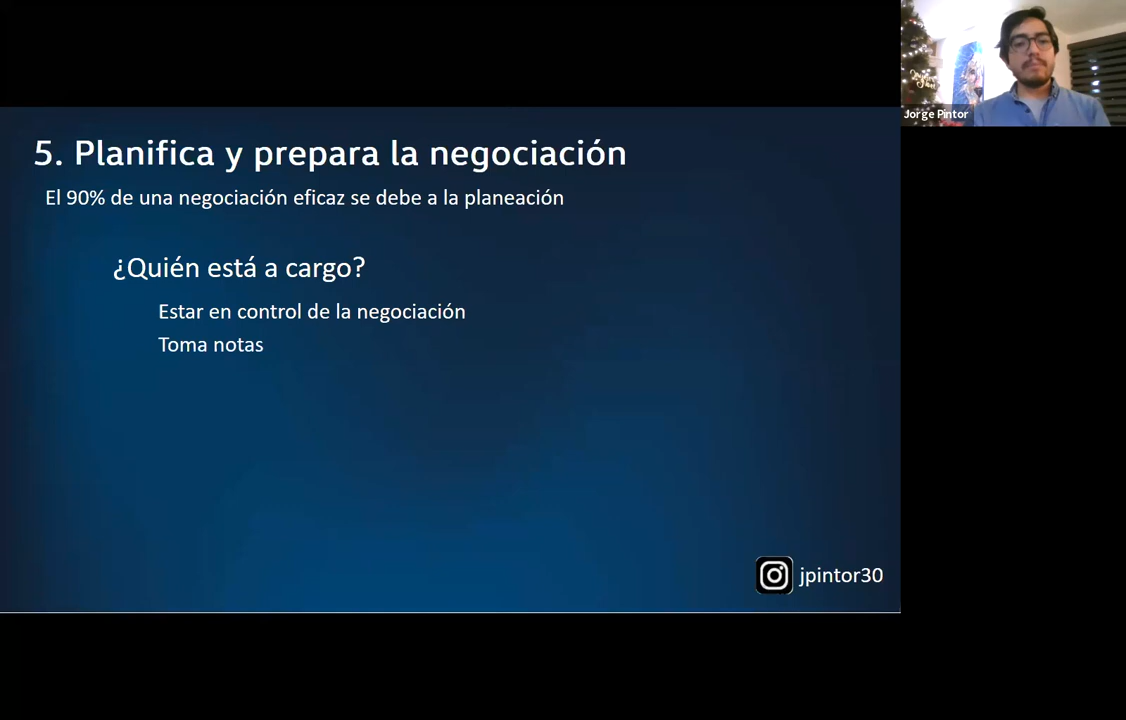 5. Planifica y prepara la negociación
El 90% de una negociación eficaz se debe a la planeación
¿Quién está a cargo?
Estar en control de la negociación
Toma notas
jpintor30
Jorge Pintor